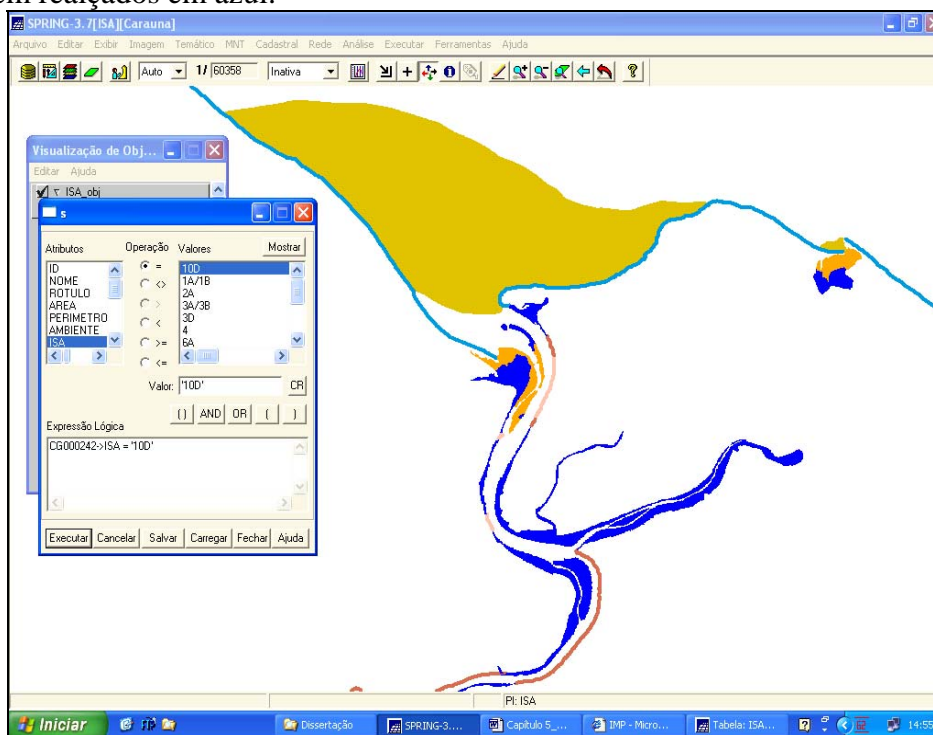 em realçados em azul.
SPRING-3.7[ISA][Carauna]
Arquivo Editar Exibir Imagem Temático MNT Cadastral Rede Análise Executar Ferramentas Ajuda
Auto 1/ 60358 Inativa
Visualização de Obj...
Editar Ajuda
ISA_obj
s
Atributos Operação Valores Mostrar
ID = 10D
NOME <> 1A/1B
ROTULO > 2A
AREA < 3A/3B
PERIMETRO >= 3D
AMBIENTE <= 4
ISA 6A
Valor: '10D' CR
() AND OR ( )
Expressão Lógica
CG000242->ISA = '10D'
Executar Cancelar Salvar Carregar Fechar Ajuda
PI: ISA
Iniciar Dissertação SPRING-3.... Capítulo 5_... IMP - Micro... Tabela: ISA... 14:55